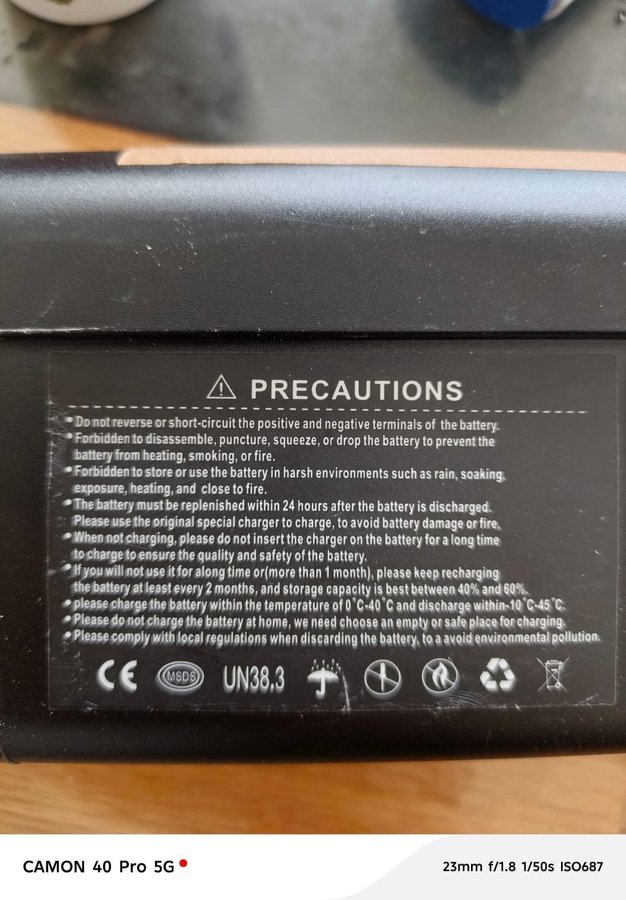 PRECAUTIONS
•Do not reverse or short-circuit the positive and negative terminals of the battery.
•Forbidden to disassemble, puncture, squeeze, or drop the battery to prevent the
battery from heating, smoking, or fire.
•Forbidden to store or use the battery in harsh environments such as rain, soaking,
exposure, heating, and close to fire.
•The battery must be replenished within 24 hours after the battery is discharged.
Please use the original special charger to charge, to avoid battery damage or fire,
•When not charging, please do not insert the charger on the battery for a long time
to charge to ensure the quality and safety of the battery.
•If you will not use it for along time or(more than 1 month), please keep recharging
the battery at least every 2 months, and storage capacity is best between 40% and 60%.
•please charge the battery within the temperature of 0°C-40°C and discharge within-10°C-45°C.
•Please do not charge the battery at home, we need choose an empty or safe place for charging.
•Please comply with local regulations when discarding the battery, to a avoid environmental pollution.
CE MSDS UN38.3
CAMON 40 Pro 5G
23mm f/1.8 1/50s ISO687